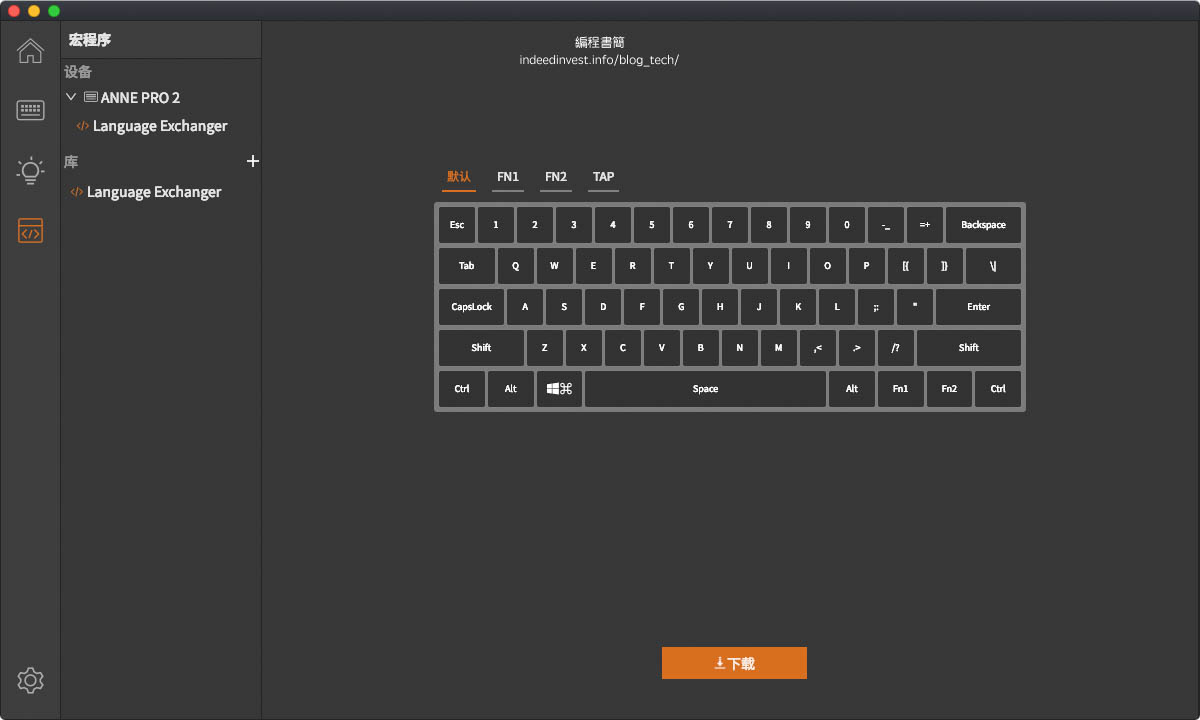 宏程序
设备
ANNE PRO 2
</> Language Exchanger
库 +
</> Language Exchanger
編程書簡
indeedinvest.info/blog_tech/
默认 FN1 FN2 TAP
Esc 1 2 3 4 5 6 7 8 9 0 -_ =+ Backspace
Tab Q W E R T Y U I O P [{ ]} \|
CapsLock A S D F G H J K L ;: " Enter
Shift Z X C V B N M ,< .> /? Shift
Ctrl Alt ⌘ Space Alt Fn1 Fn2 Ctrl
下载